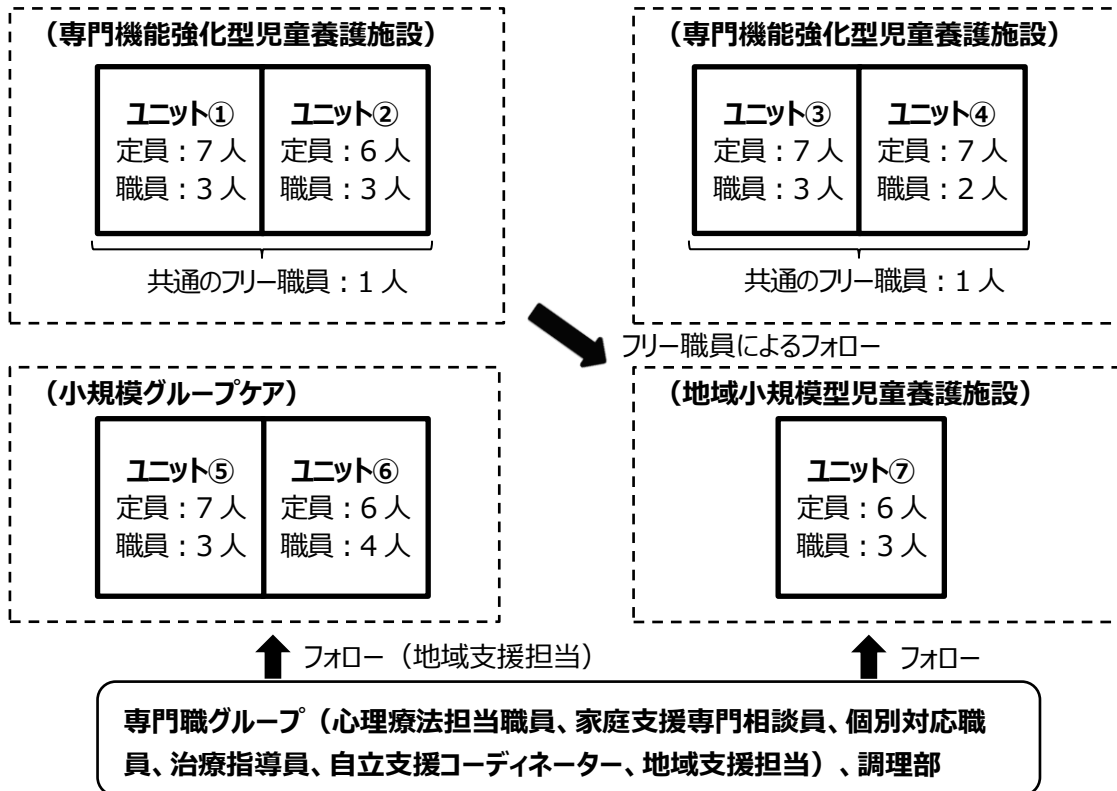 （専門機能強化型児童養護施設）
ユニット①
定員：7人
職員：3人
ユニット②
定員：6人
職員：3人
共通のフリー職員：1人
（専門機能強化型児童養護施設）
ユニット③
定員：7人
職員：3人
ユニット④
定員：7人
職員：2人
共通のフリー職員：1人
フリー職員によるフォロー
（小規模グループケア）
ユニット⑤
定員：7人
職員：3人
ユニット⑥
定員：6人
職員：4人
（地域小規模型児童養護施設）
ユニット⑦
定員：6人
職員：3人
フォロー（地域支援担当）
フォロー
専門職グループ（心理療法担当職員、家庭支援専門相談員、個別対応職
員、治療指導員、自立支援コーディネーター、地域支援担当）、調理部